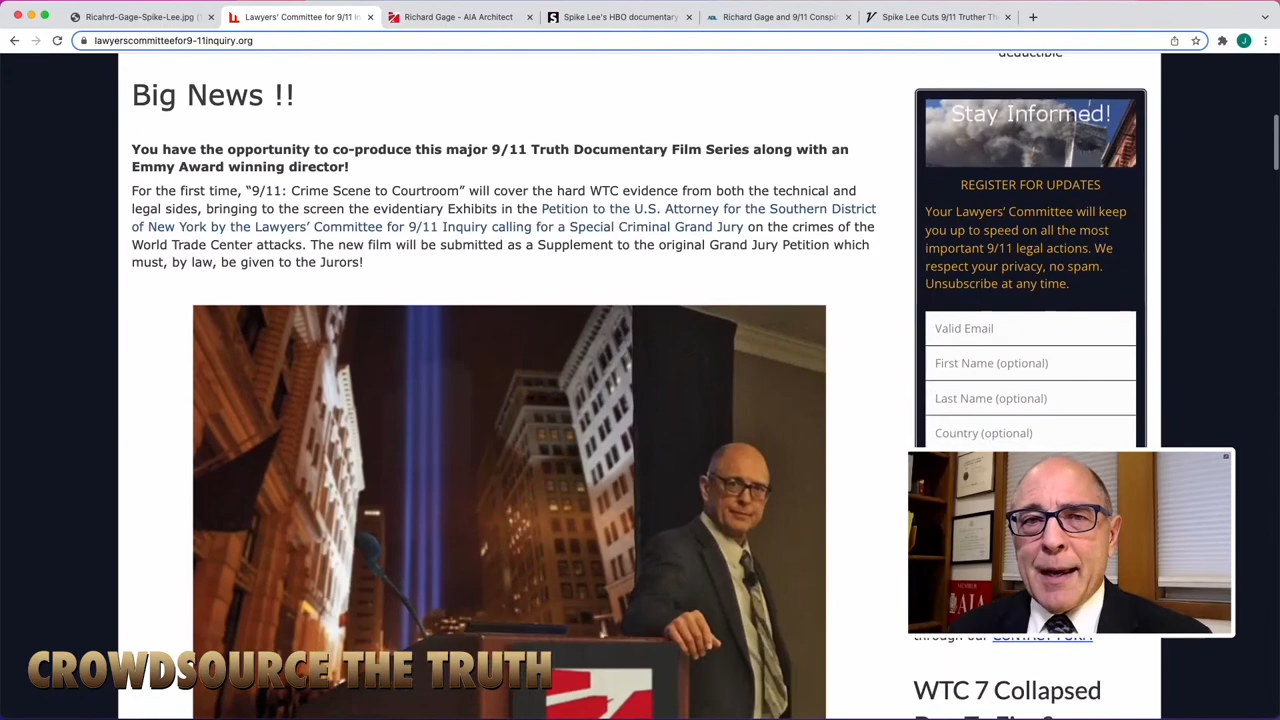 Ricahrd-Gage-Spike-Lee.jpg (
Lawyers' Committee for 9/11 In
Richard Gage - AIA Architect
Spike Lee's HBO documentary
ADL Richard Gage and 9/11 Conspi
Spike Lee Cuts 9/11 Truther Th
lawyerscommitteefor9-11inquiry.org
J
deductible
Big News !!
You have the opportunity to co-produce this major 9/11 Truth Documentary Film Series along with an
Emmy Award winning director!
For the first time, “9/11: Crime Scene to Courtroom” will cover the hard WTC evidence from both the technical and
legal sides, bringing to the screen the evidentiary Exhibits in the Petition to the U.S. Attorney for the Southern District
of New York by the Lawyers’ Committee for 9/11 Inquiry calling for a Special Criminal Grand Jury on the crimes of the
World Trade Center attacks. The new film will be submitted as a Supplement to the original Grand Jury Petition which
must, by law, be given to the Jurors!
Stay Informed!
REGISTER FOR UPDATES
Your Lawyers’ Committee will keep
you up to speed on all the most
important 9/11 legal actions. We
respect your privacy, no spam.
Unsubscribe at any time.
Valid Email
First Name (optional)
Last Name (optional)
Country (optional)
AIA
through our CONTACT FORM
WTC 7 Collapsed
CROWDSOURCE THE TRUTH